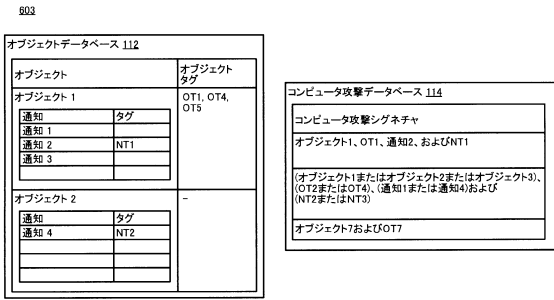 603
オブジェクトデータベース 112
オブジェクト
オブジェクト
タグ
オブジェクト 1
OT1, OT4,
OT5
通知 タグ
通知 1
通知 2 NT1
通知 3
オブジェクト 2
-
通知 タグ
通知 4 NT2
コンピュータ攻撃データベース 114
コンピュータ攻撃シグネチャ
オブジェクト1、OT1、通知2、およびNT1
(オブジェクト1またはオブジェクト2またはオブジェクト3)、
(OT2またはOT4)、(通知1または通知4)および
(NT2またはNT3)
オブジェクト7およびOT7